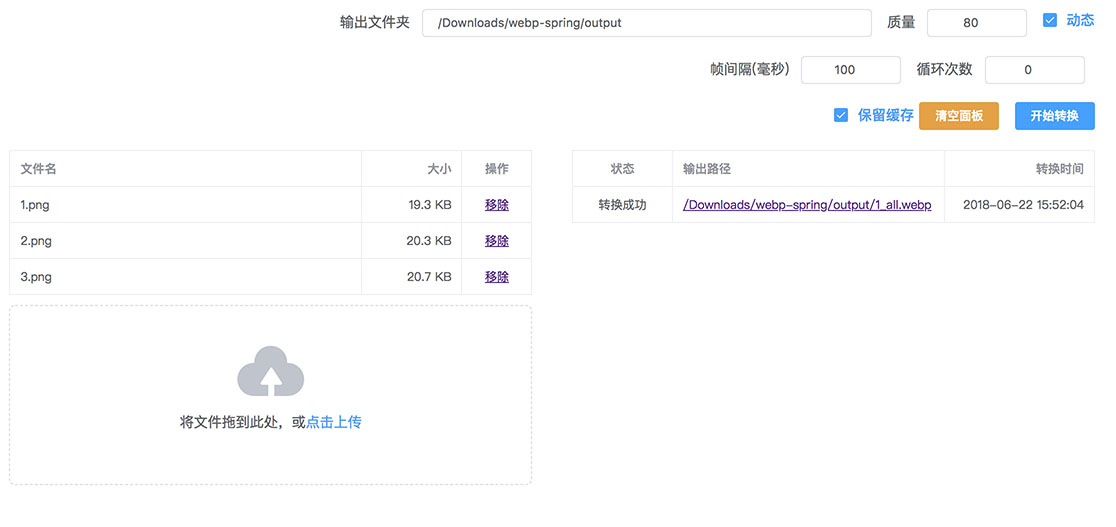 输出文件夹 /Downloads/webp-spring/output 质量 80 动态
帧间隔(毫秒) 100 循环次数 0
保留缓存 清空面板 开始转换
文件名 大小 操作
1.png 19.3 KB 移除
2.png 20.3 KB 移除
3.png 20.7 KB 移除
将文件拖到此处，或点击上传
状态 输出路径 转换时间
转换成功 /Downloads/webp-spring/output/1_all.webp 2018-06-22 15:52:04